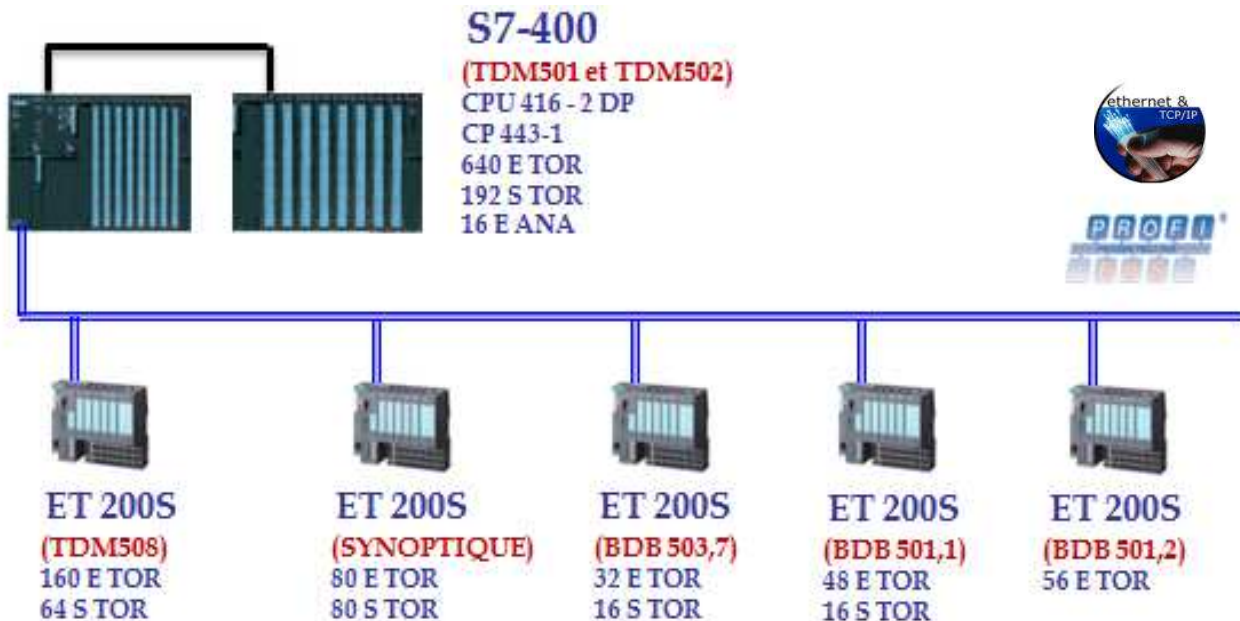 S7-400
(TDM501 et TDM502)
CPU 416 - 2 DP
CP 443-1
640 E TOR
192 S TOR
16 E ANA
ethernet &
TCP/IP
PROFI
ET 200S
(TDM508)
160 E TOR
64 S TOR
ET 200S
(SYNOPTIQUE)
80 E TOR
80 S TOR
ET 200S
(BDB 503,7)
32 E TOR
16 S TOR
ET 200S
(BDB 501,1)
48 E TOR
16 S TOR
ET 200S
(BDB 501,2)
56 E TOR